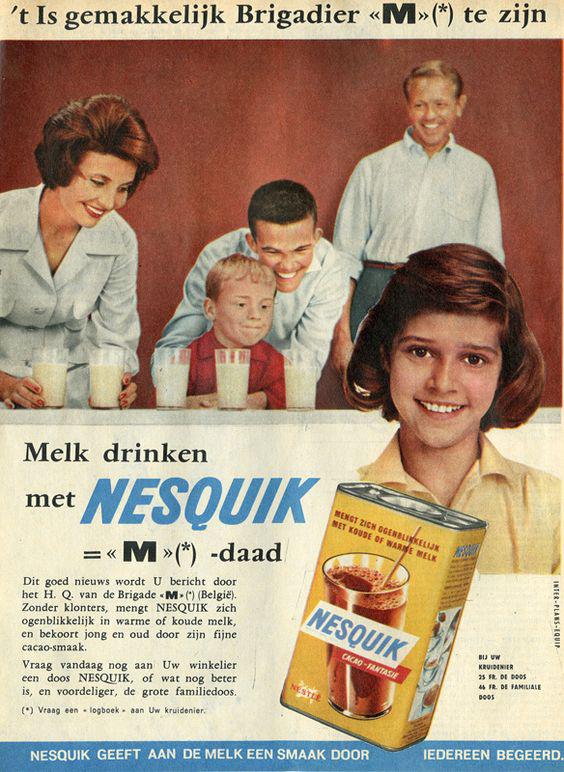 't Is gemakkelijk Brigadier «M»(*) te zijn
Melk drinken
met NESQUIK
= «M»(*) -daad
Dit goed nieuws wordt U bericht door
het H. Q. van de Brigade «M»(*) (België).
Zonder klonters, mengt NESQUIK zich
ogenblikkelijk in warme of koude melk,
en bekoort jong en oud door zijn fijne
cacao-smaak.
Vraag vandaag nog aan Uw winkelier
een doos NESQUIK, of wat nog beter
is, en voordeliger, de grote familiedoos.
(*) Vraag een « logboek » aan Uw kruidenier.
MENGT ZICH OGENBLIKKELIJK
MET KOUDE OF WARME MELK
NESQUIK
NESQUIK
CACAO-FANTASIE
NESTLÉ
BIJ UW
KRUIDENIER
25 FR. DE DOOS
46 FR. DE FAMILIALE
DOOS
INTER-PLANS-EQUIP.
NESQUIK GEEFT AAN DE MELK EEN SMAAK DOOR IEDEREEN BEGEERD.